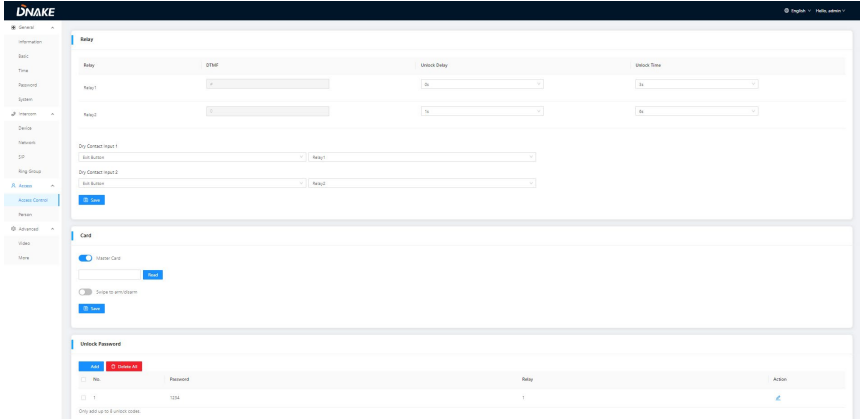 DNAKE
English
Hello, admin
General
Information
Basic
Time
Password
System
Intercom
Device
Network
SIP
Ring Group
Access
Access Control
Person
Advanced
Video
More
Relay
Relay DTMF Unlock Delay Unlock Time
Relay1 0s
Relay2 1s
Dry Contact Input 1
Exit Button Relay1
Dry Contact Input 2
Exit Button Relay2
Save
Card
Master Card
Read
Swipe to arm/disarm
Save
Unlock Password
Add Delete All
No. Password Relay Action
1 1234 1
Only add up to 8 unlock codes.